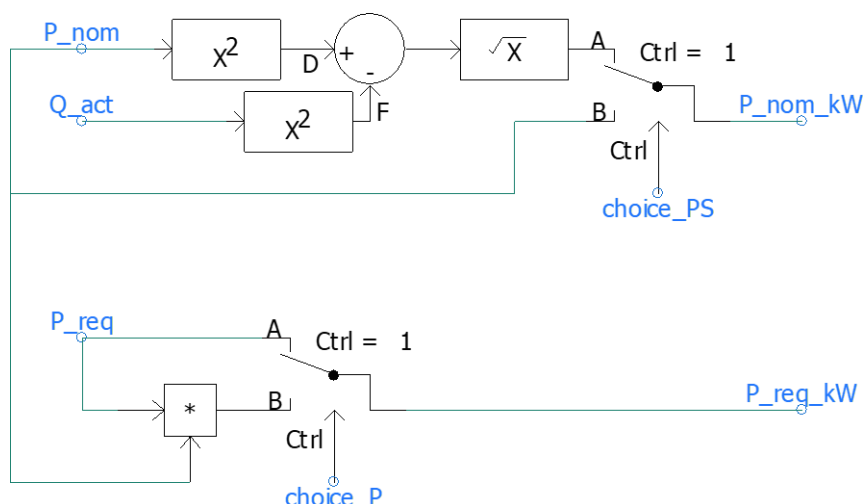 P_nom
X²
D
+
-
√X
A
Ctrl = 1
Q_act
X²
F
B
P_nom_kW
Ctrl
choice_PS
P_req
A
Ctrl = 1
*
B
P_req_kW
Ctrl
choice_P